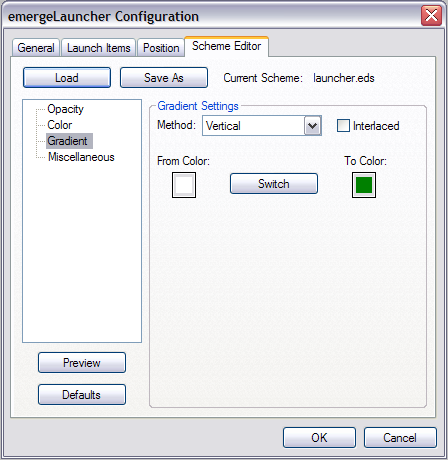 emergeLauncher Configuration
General Launch Items Position Scheme Editor
Load Save As Current Scheme: launcher.eds
Opacity
Color
Gradient
Miscellaneous
Gradient Settings
Method: Vertical Interlaced
From Color: To Color:
Switch
Preview
Defaults
OK Cancel